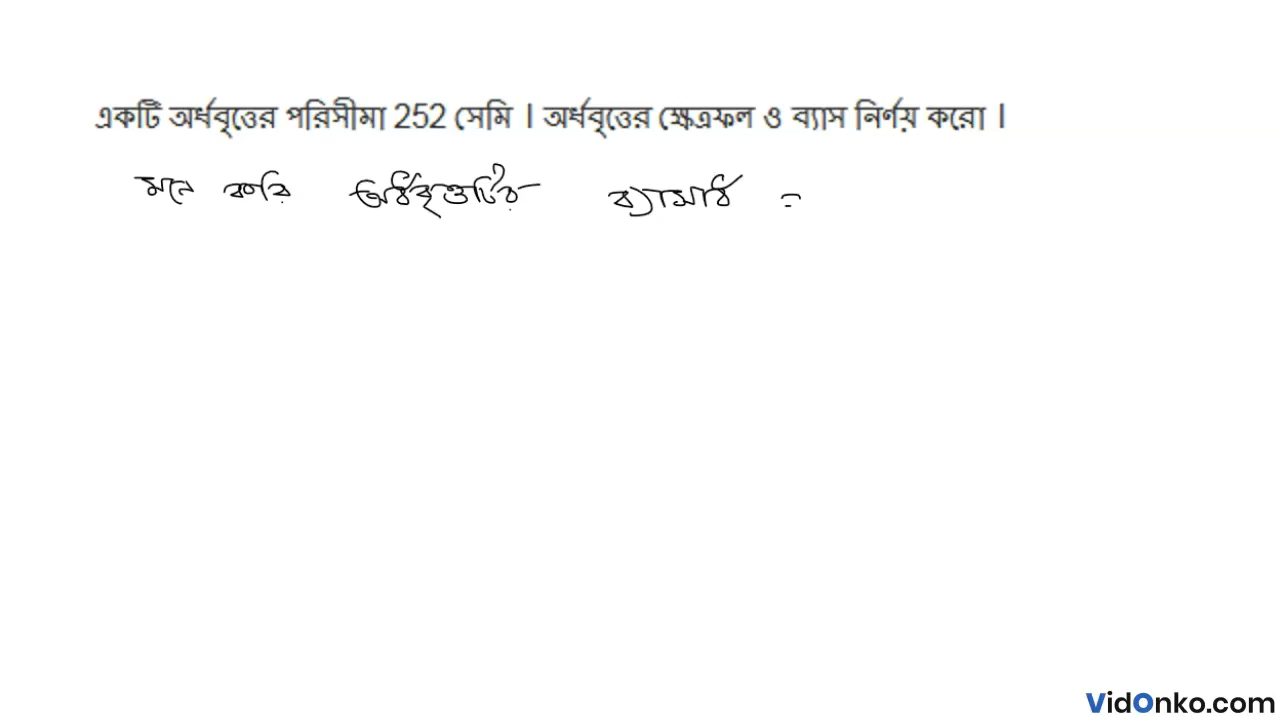 একটি অর্ধবৃত্তের পরিসীমা 252 সেমি । অর্ধবৃত্তের ক্ষেত্রফল ও ব্যাস নির্ণয় করো ।
মনে করি অর্ধবৃত্তটির ব্যাসার্ধ =
VidOnko.com